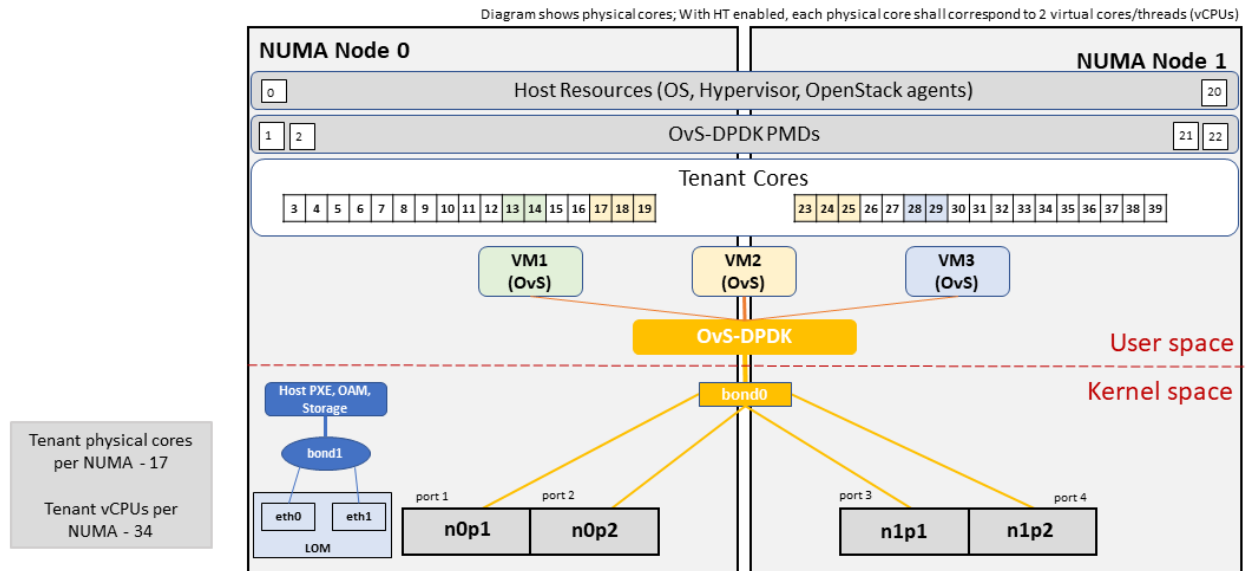 Diagram shows physical cores; With HT enabled, each physical core shall correspond to 2 virtual cores/threads (vCPUs)
NUMA Node 0
NUMA Node 1
0
Host Resources (OS, Hypervisor, OpenStack agents)
20
1
2
OvS-DPDK PMDs
21
22
Tenant Cores
3 4 5 6 7 8 9 10 11 12 13 14 15 16 17 18 19
23 24 25 26 27 28 29 30 31 32 33 34 35 36 37 38 39
VM1
(OvS)
VM2
(OvS)
VM3
(OvS)
OvS-DPDK
User space
Kernel space
Host PXE, OAM,
Storage
bond0
bond1
Tenant physical cores
per NUMA - 17
Tenant vCPUs per
NUMA - 34
eth0
eth1
LOM
port 1
port 2
port 3
port 4
n0p1
n0p2
n1p1
n1p2